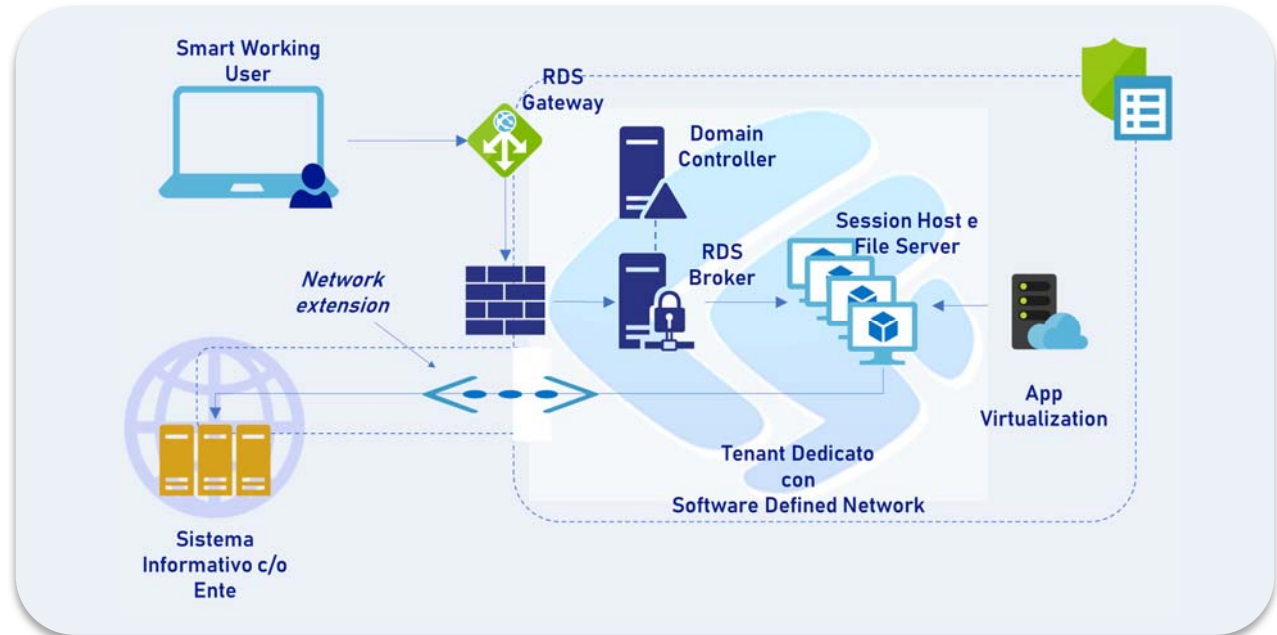 Smart Working
User
RDS
Gateway
Domain
Controller
Session Host e
File Server
RDS
Broker
Network
extension
App
Virtualization
Tenant Dedicato
con
Software Defined Network
Sistema
Informativo c/o
Ente